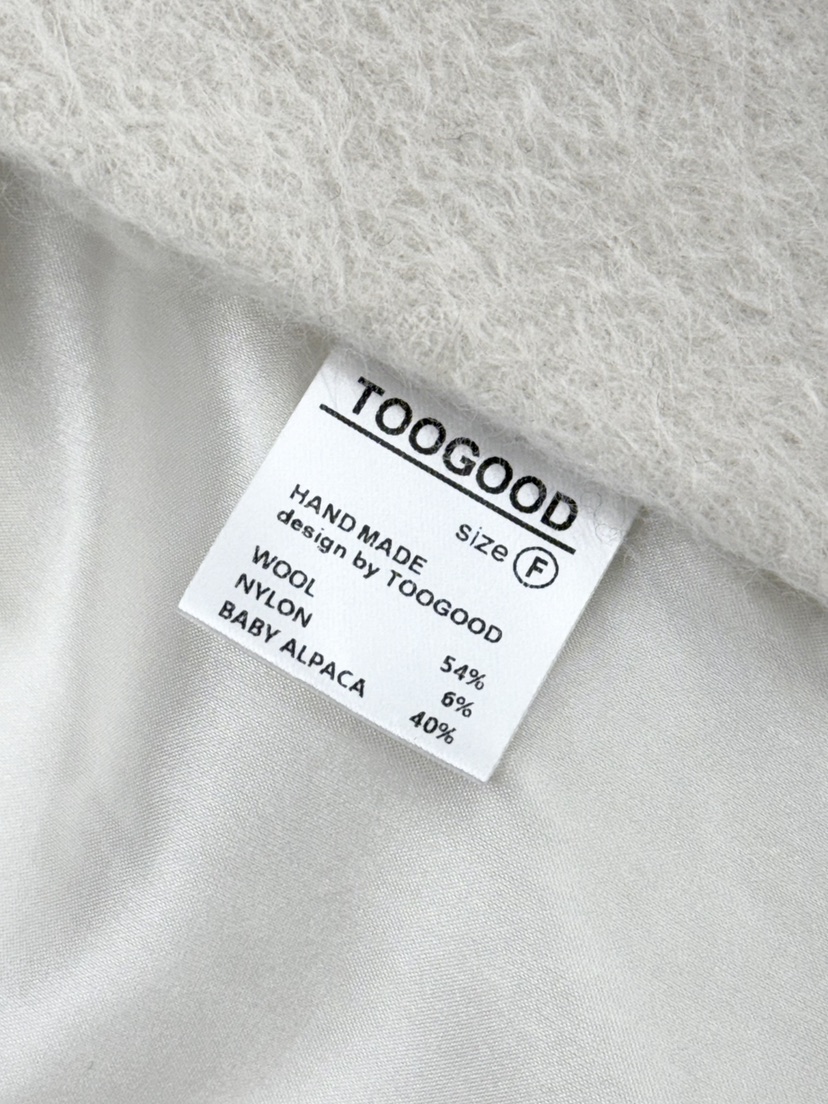 TOOGOOD
size F
HAND MADE
design by TOOGOOD
WOOL 54%
NYLON 6%
BABY ALPACA 40%